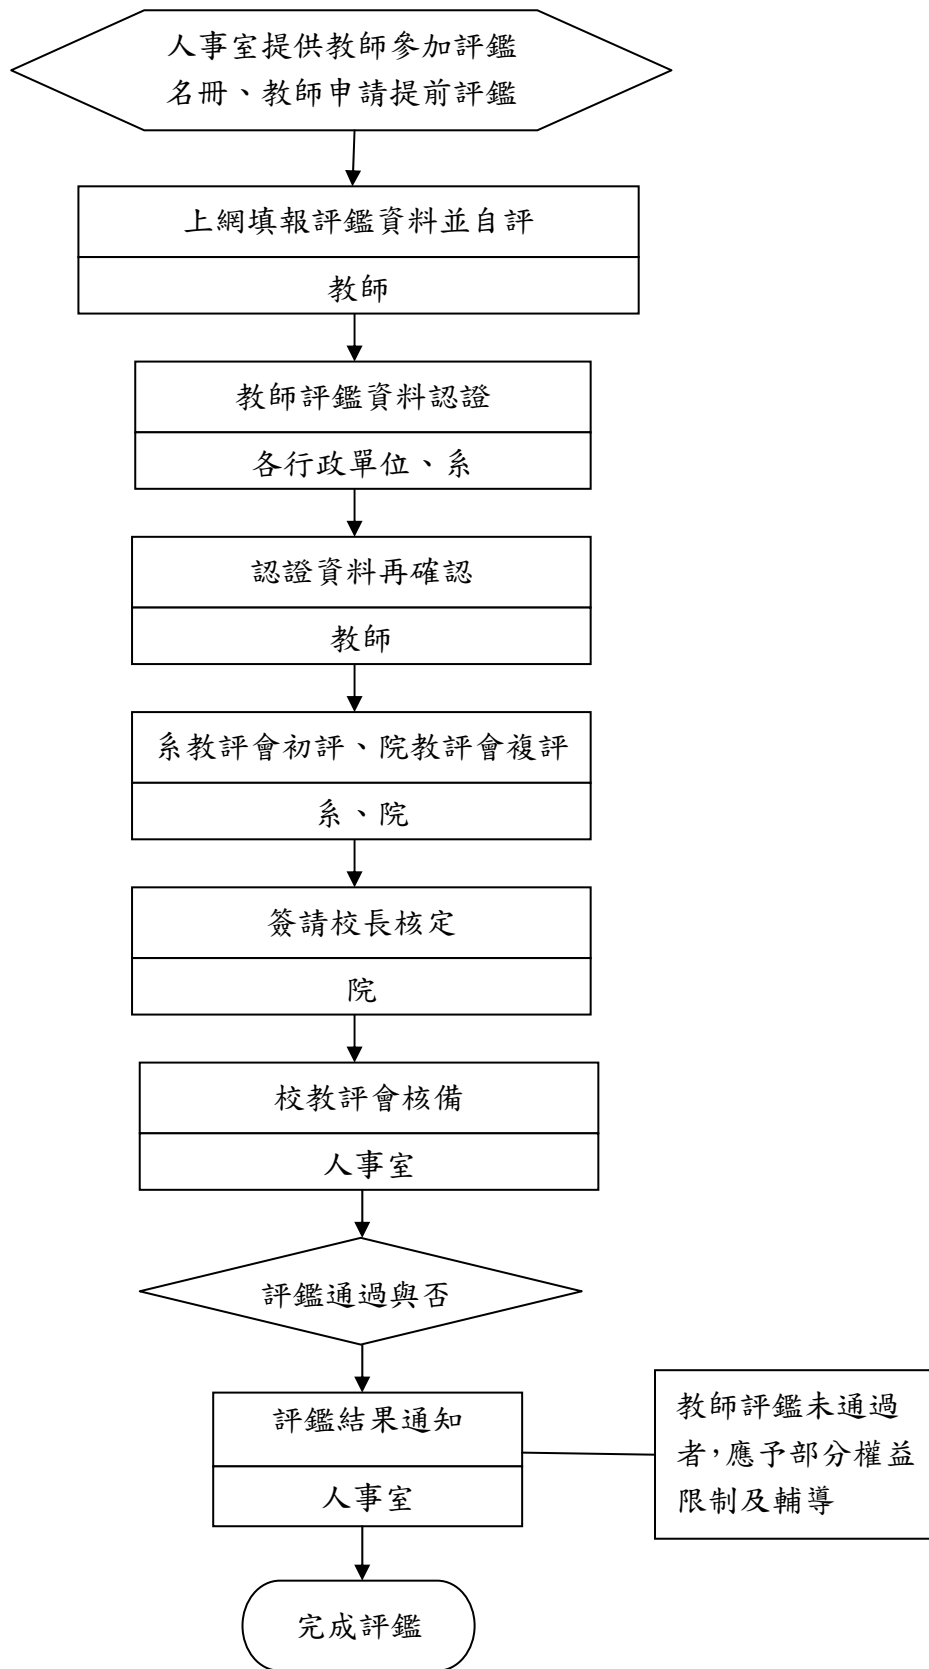 人事室提供教師參加評鑑
名冊、教師申請提前評鑑
上網填報評鑑資料並自評
教師
教師評鑑資料認證
各行政單位、系
認證資料再確認
教師
系教評會初評、院教評會複評
系、院
簽請校長核定
院
校教評會核備
人事室
評鑑通過與否
評鑑結果通知
人事室
教師評鑑未通過
者，應予部分權益
限制及輔導
完成評鑑